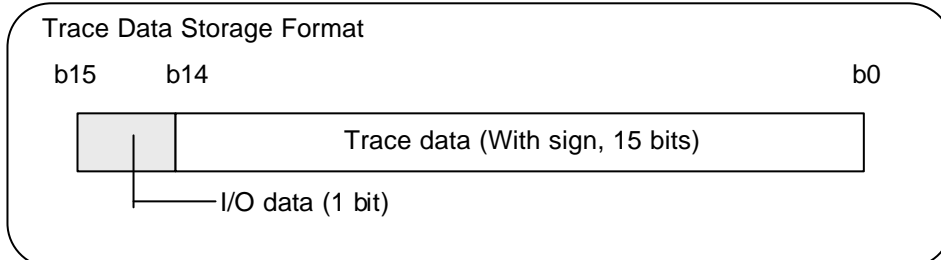 Trace Data Storage Format
b15 b14 b0
Trace data (With sign, 15 bits)
I/O data (1 bit)